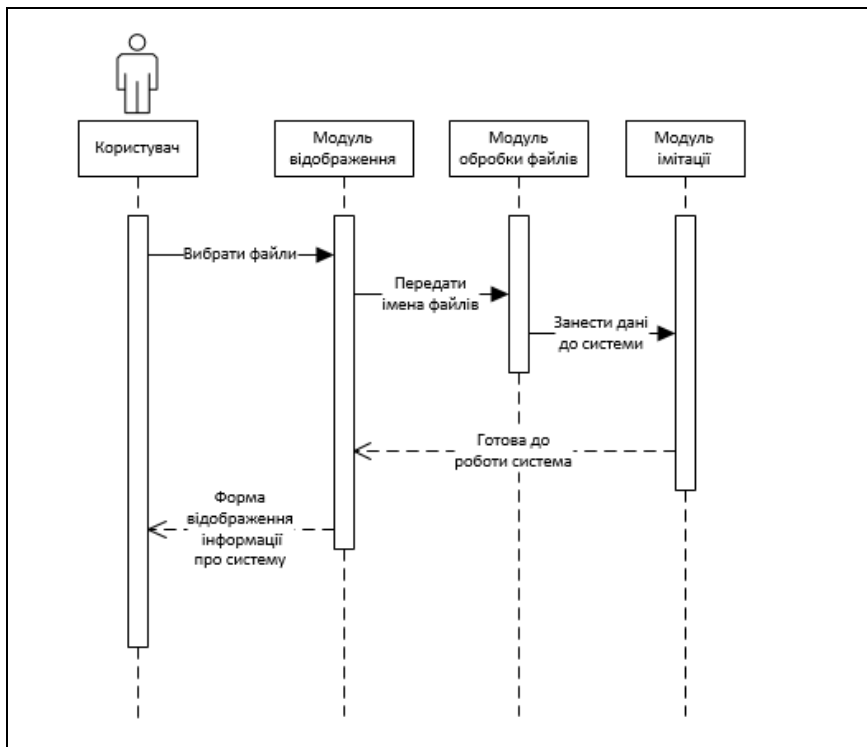 Користувач
Модуль
відображення
Модуль
обробки файлів
Модуль
імітації
Вибрати файли
Передати
імена файлів
Занести дані
до системи
Готова до
роботи система
Форма
відображення
інформації
про систему